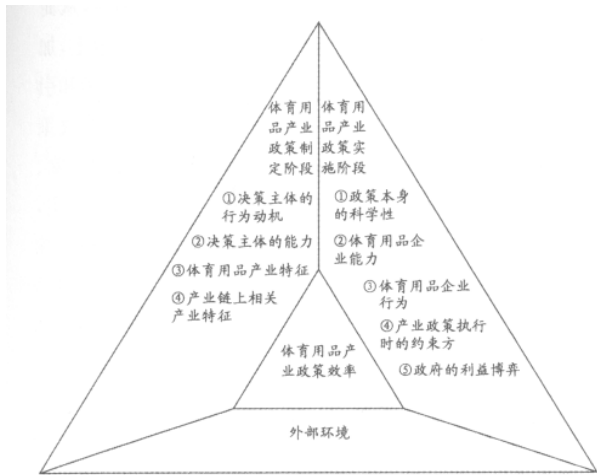 体育用
品产业
政策制
定阶段
①决策主体的
行为动机
②决策主体的能力
③体育用品产业特征
④产业链上相关
产业特征
体育用
品产业
政策实
施阶段
①政策本身
的科学性
②体育用品企
业能力
③体育用品企业
行为
④产业政策执行
时的约束方
⑤政府的利益博弈
体育用品产
业政策效率
外部环境